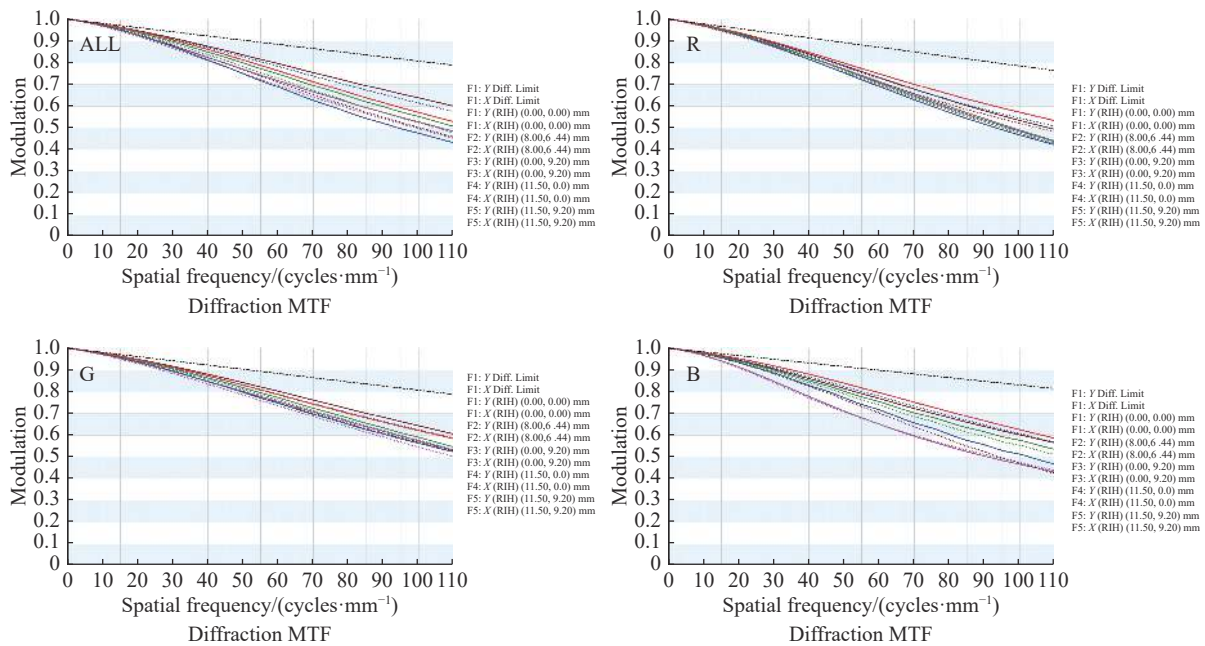 1.0
0.9
0.8
0.7
0.6
0.5
0.4
0.3
0.2
0.1
0
Modulation
ALL
0 10 20 30 40 50 60 70 80 90 100 110
Spatial frequency/(cycles·mm⁻¹)
Diffraction MTF
F1: Y Diff. Limit
F1: X Diff. Limit
F1: Y (RIH) (0.00, 0.00) mm
F1: X (RIH) (0.00, 0.00) mm
F2: Y (RIH) (8.00,6 .44) mm
F2: X (RIH) (8.00,6 .44) mm
F3: Y (RIH) (0.00, 9.20) mm
F3: X (RIH) (0.00, 9.20) mm
F4: Y (RIH) (11.50, 0.0) mm
F4: X (RIH) (11.50, 0.0) mm
F5: Y (RIH) (11.50, 9.20) mm
F5: X (RIH) (11.50, 9.20) mm
1.0
0.9
0.8
0.7
0.6
0.5
0.4
0.3
0.2
0.1
0
Modulation
R
0 10 20 30 40 50 60 70 80 90 100 110
Spatial frequency/(cycles·mm⁻¹)
Diffraction MTF
F1: Y Diff. Limit
F1: X Diff. Limit
F1: Y (RIH) (0.00, 0.00) mm
F1: X (RIH) (0.00, 0.00) mm
F2: Y (RIH) (8.00,6 .44) mm
F2: X (RIH) (8.00,6 .44) mm
F3: Y (RIH) (0.00, 9.20) mm
F3: X (RIH) (0.00, 9.20) mm
F4: Y (RIH) (11.50, 0.0) mm
F4: X (RIH) (11.50, 0.0) mm
F5: Y (RIH) (11.50, 9.20) mm
F5: X (RIH) (11.50, 9.20) mm
1.0
0.9
0.8
0.7
0.6
0.5
0.4
0.3
0.2
0.1
0
Modulation
G
0 10 20 30 40 50 60 70 80 90 100 110
Spatial frequency/(cycles·mm⁻¹)
Diffraction MTF
F1: Y Diff. Limit
F1: X Diff. Limit
F1: Y (RIH) (0.00, 0.00) mm
F1: X (RIH) (0.00, 0.00) mm
F2: Y (RIH) (8.00,6 .44) mm
F2: X (RIH) (8.00,6 .44) mm
F3: Y (RIH) (0.00, 9.20) mm
F3: X (RIH) (0.00, 9.20) mm
F4: Y (RIH) (11.50, 0.0) mm
F4: X (RIH) (11.50, 0.0) mm
F5: Y (RIH) (11.50, 9.20) mm
F5: X (RIH) (11.50, 9.20) mm
1.0
0.9
0.8
0.7
0.6
0.5
0.4
0.3
0.2
0.1
0
Modulation
B
0 10 20 30 40 50 60 70 80 90 100 110
Spatial frequency/(cycles·mm⁻¹)
Diffraction MTF
F1: Y Diff. Limit
F1: X Diff. Limit
F1: Y (RIH) (0.00, 0.00) mm
F1: X (RIH) (0.00, 0.00) mm
F2: Y (RIH) (8.00,6 .44) mm
F2: X (RIH) (8.00,6 .44) mm
F3: Y (RIH) (0.00, 9.20) mm
F3: X (RIH) (0.00, 9.20) mm
F4: Y (RIH) (11.50, 0.0) mm
F4: X (RIH) (11.50, 0.0) mm
F5: Y (RIH) (11.50, 9.20) mm
F5: X (RIH) (11.50, 9.20) mm